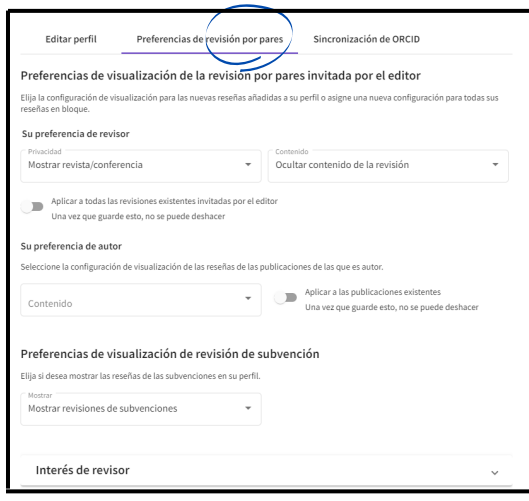 Editar perfil
Preferencias de revisión por pares
Sincronización de ORCID
Preferencias de visualización de la revisión por pares invitada por el editor
Elija la configuración de visualización para las nuevas reseñas añadidas a su perfil o asigne una nueva configuración para todas sus
reseñas en bloque.
Su preferencia de revisor
Privacidad
Mostrar revista/conferencia
Contenido
Ocultar contenido de la revisión
Aplicar a todas las revisiones existentes invitadas por el editor
Una vez que guarde esto, no se puede deshacer
Su preferencia de autor
Seleccione la configuración de visualización de las reseñas de las publicaciones de las que es autor.
Contenido
Aplicar a las publicaciones existentes
Una vez que guarde esto, no se puede deshacer
Preferencias de visualización de revisión de subvención
Elija si desea mostrar las reseñas de las subvenciones en su perfil.
Mostrar
Mostrar revisiones de subvenciones
Interés de revisor